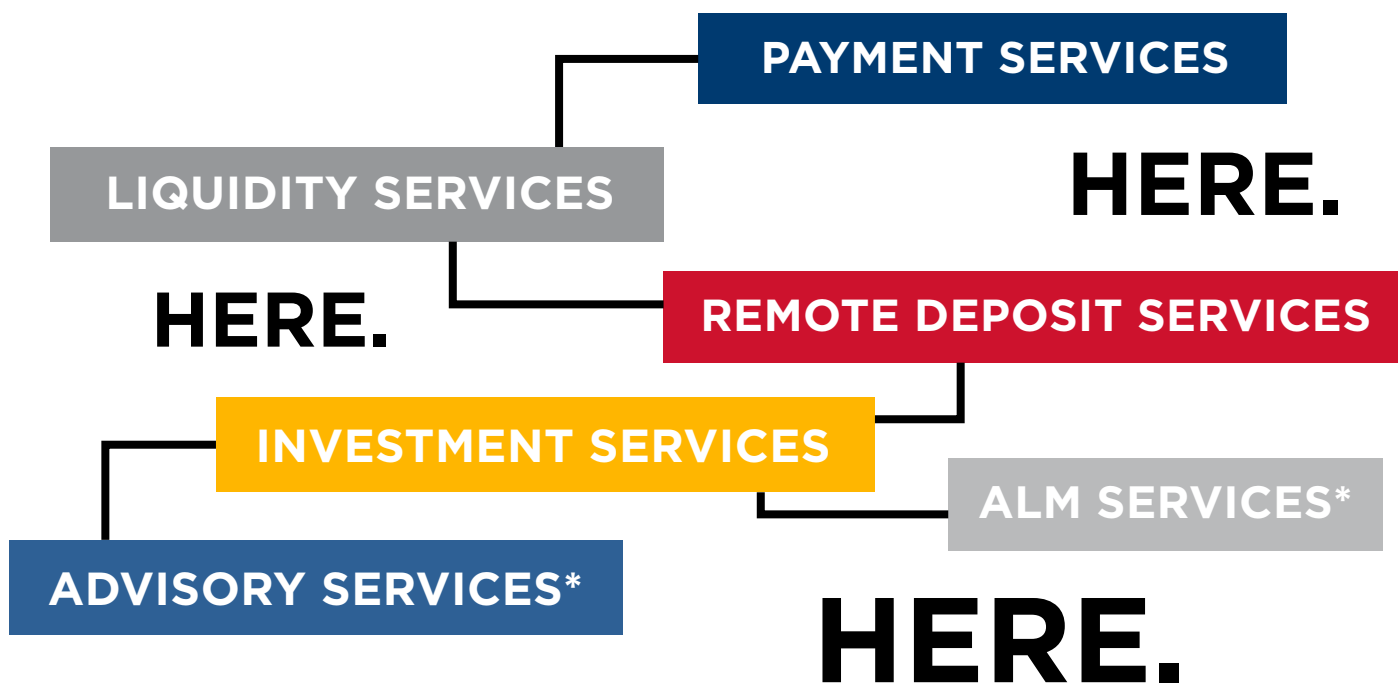 PAYMENT SERVICES
LIQUIDITY SERVICES
HERE.
HERE.
REMOTE DEPOSIT SERVICES
INVESTMENT SERVICES
ALM SERVICES*
ADVISORY SERVICES*
HERE.